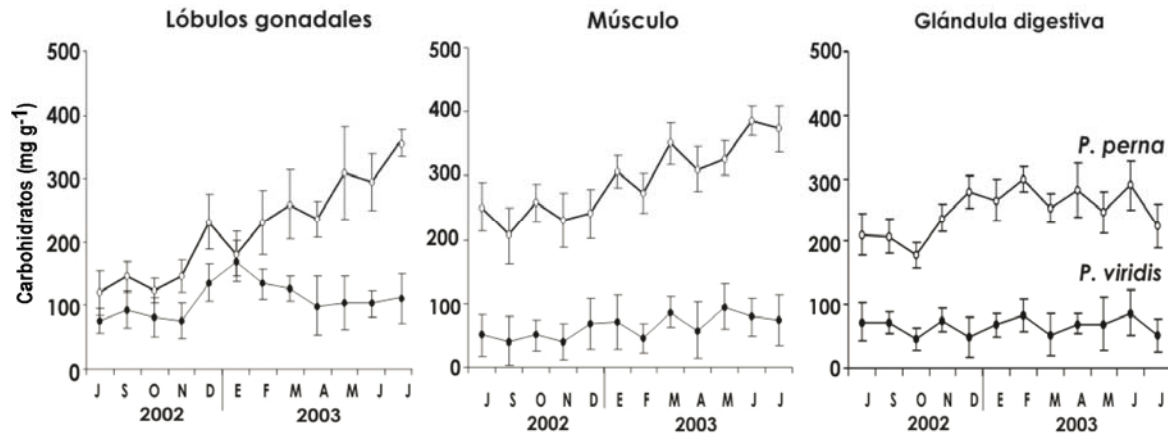 Lóbulos gonadales
Músculo
Glándula digestiva
Carbohidratos (mg g-1)
500
400
300
200
100
0
J S O N D E F M A M J J
2002 2003
500
400
300
200
100
0
J S O N D E F M A M J J
2002 2003
500
400
300
200
100
0
P. perna
P. viridis
J S O N D E F M A M J J
2002 2003